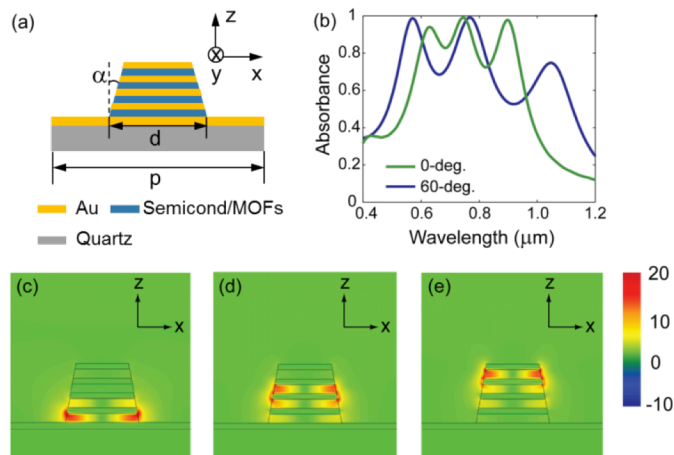 (a)
z
x
y
α
d
p
Au
Semicond/MOFs
Quartz
(b)
Absorbance
1
0.8
0.6
0.4
0.2
0
0-deg.
60-deg.
0.4 0.6 0.8 1.0 1.2
Wavelength (μm)
(c)
z
x
(d)
z
x
(e)
z
x
20
10
0
-10